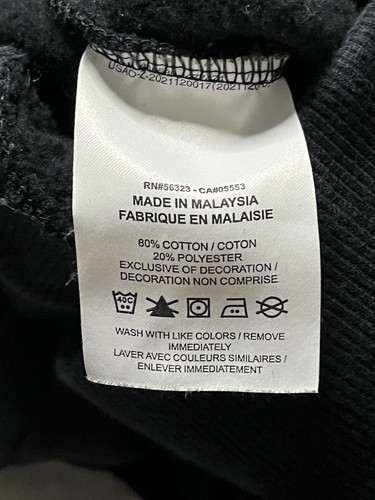 RN#56323 - CA#05553
MADE IN MALAYSIA
FABRIQUE EN MALAISIE
80% COTTON / COTON
20% POLYESTER
EXCLUSIVE OF DECORATION /
DECORATION NON COMPRISE
40C
WASH WITH LIKE COLORS / REMOVE
IMMEDIATELY
LAVER AVEC COULEURS SIMILAIRES /
ENLEVER IMMEDIATEMENT